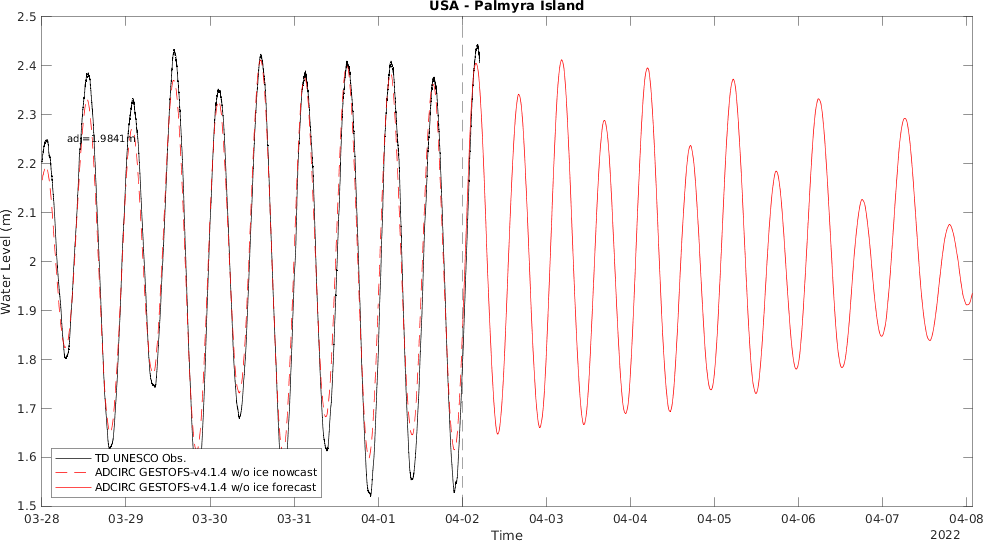 USA - Palmyra Island
Water Level (m)
2.5
2.4
2.3
2.2
2.1
2
1.9
1.8
1.7
1.6
1.5
adj=1.9841m
TD UNESCO Obs.
ADCIRC GESTOFS-v4.1.4 w/o ice nowcast
ADCIRC GESTOFS-v4.1.4 w/o ice forecast
03-28 03-29 03-30 03-31 04-01 04-02 04-03 04-04 04-05 04-06 04-07 04-08
Time
2022